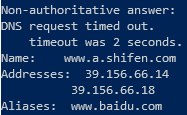 Non-authoritative answer:
DNS request timed out.
    timeout was 2 seconds.
Name:    www.a.shifen.com
Addresses:  39.156.66.14
          39.156.66.18
Aliases:  www.baidu.com